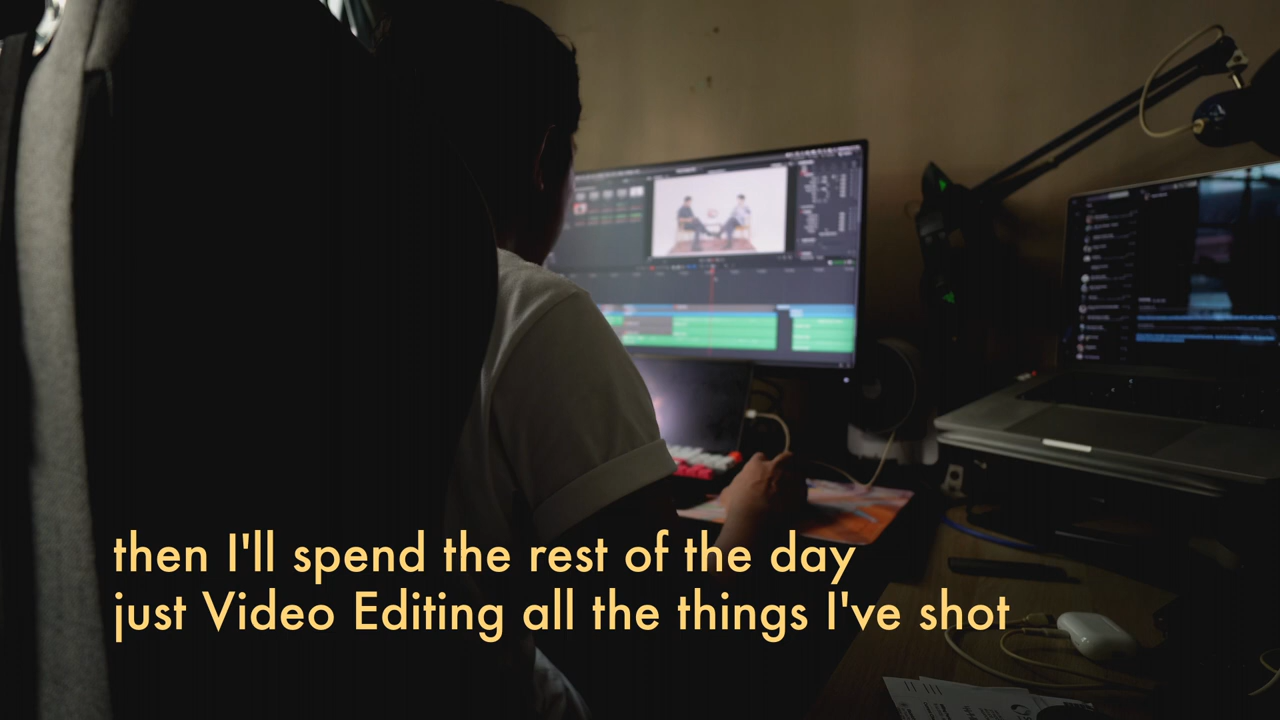 then I'll spend the rest of the day
just Video Editing all the things I've shot